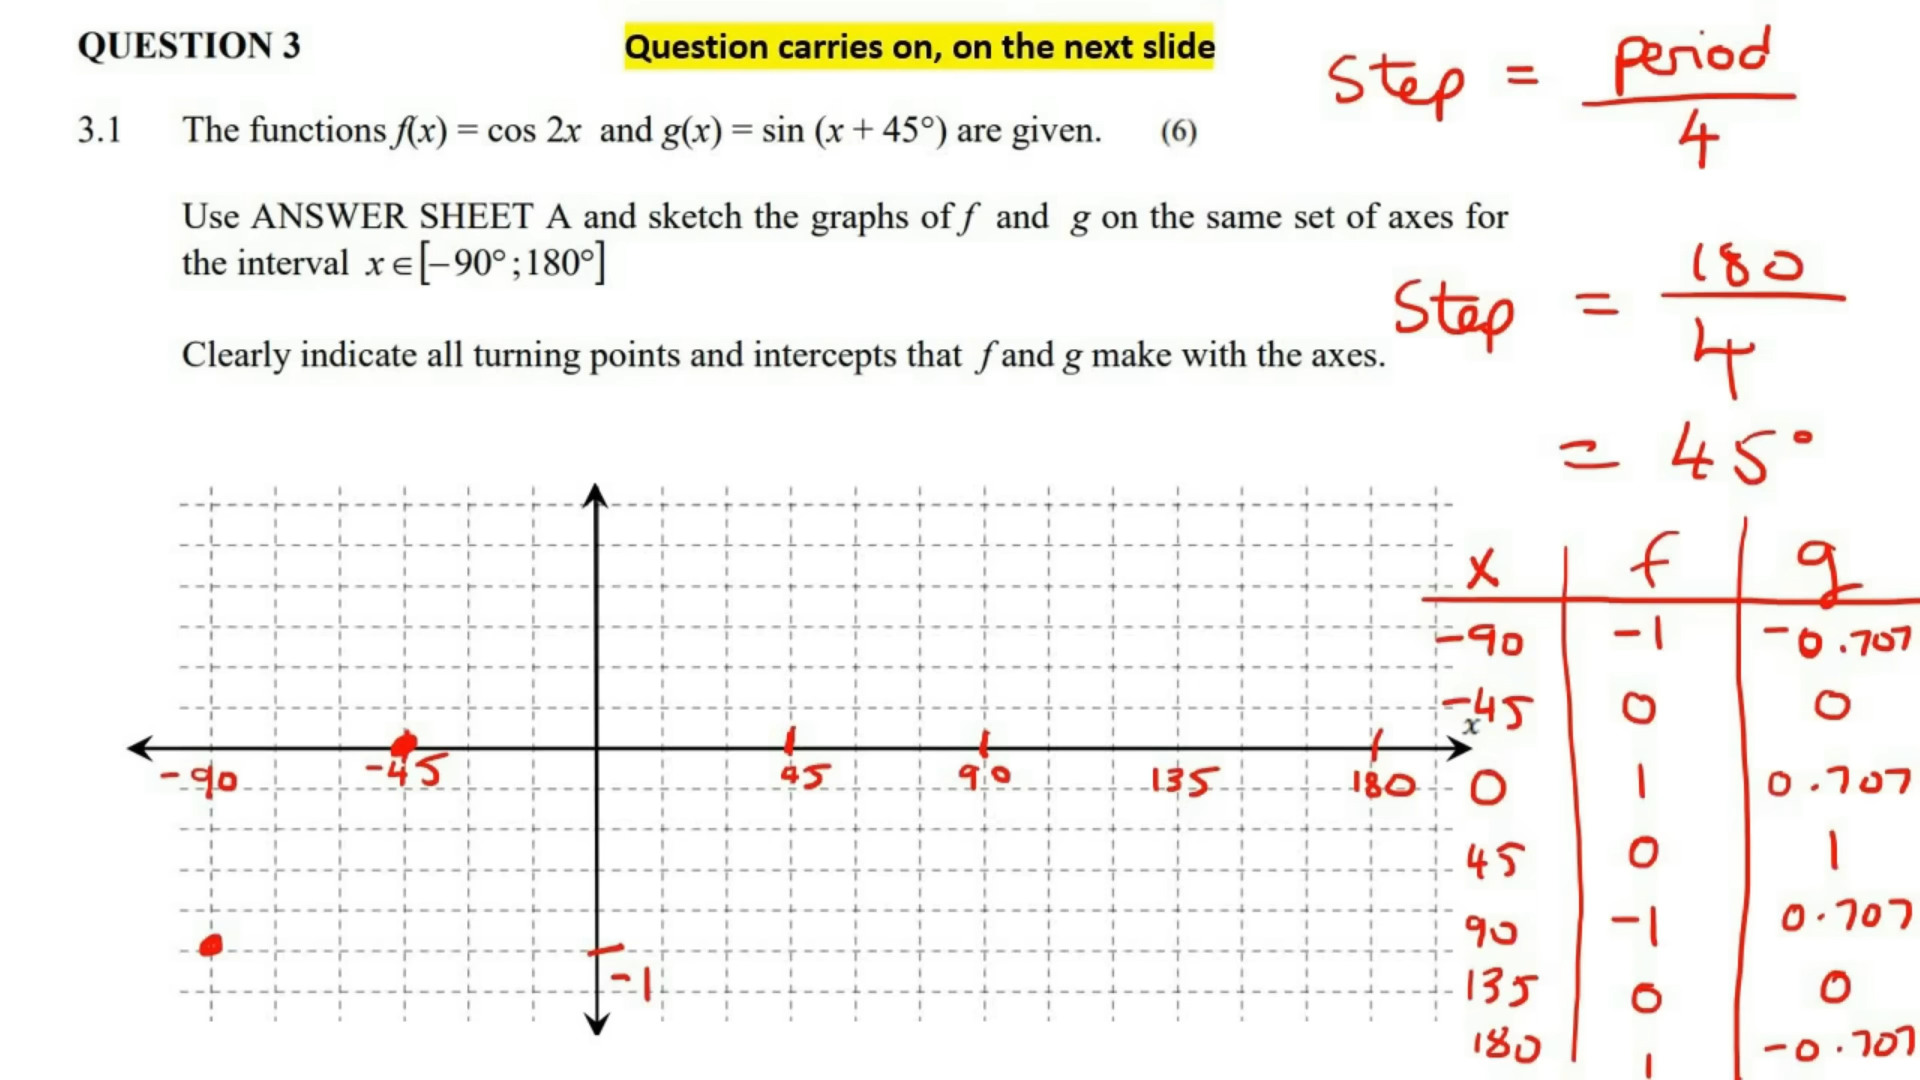 QUESTION 3
Question carries on, on the next slide
3.1 The functions f(x) = cos 2x and g(x) = sin (x + 45°) are given. (6)
Use ANSWER SHEET A and sketch the graphs of f and g on the same set of axes for
the interval x ∈ [−90° ; 180°]
Clearly indicate all turning points and intercepts that f and g make with the axes.
Step = period / 4
Step = 180 / 4
= 45°
x | f | g
-90 | -1 | -0.707
-45 | 0 | 0
0 | 1 | 0.707
45 | 0 | 1
90 | -1 | 0.707
135 | 0 | 0
180 | 1 | -0.707
x
-90 -45 45 90 135 180
-1